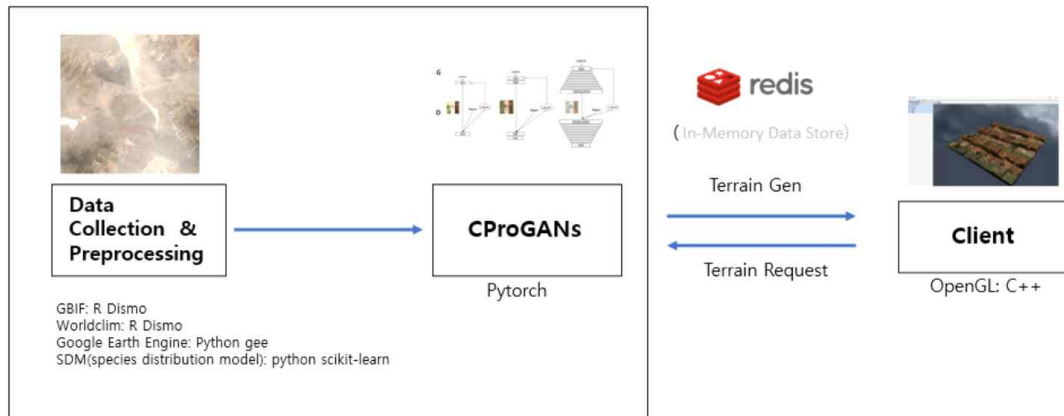 Data
Collection &
Preprocessing
GBIF: R Dismo
Worldclim: R Dismo
Google Earth Engine: Python gee
SDM(species distribution model): python scikit-learn
G
D
CProGANs
Pytorch
redis
(In-Memory Data Store)
Terrain Gen
Terrain Request
Client
OpenGL: C++